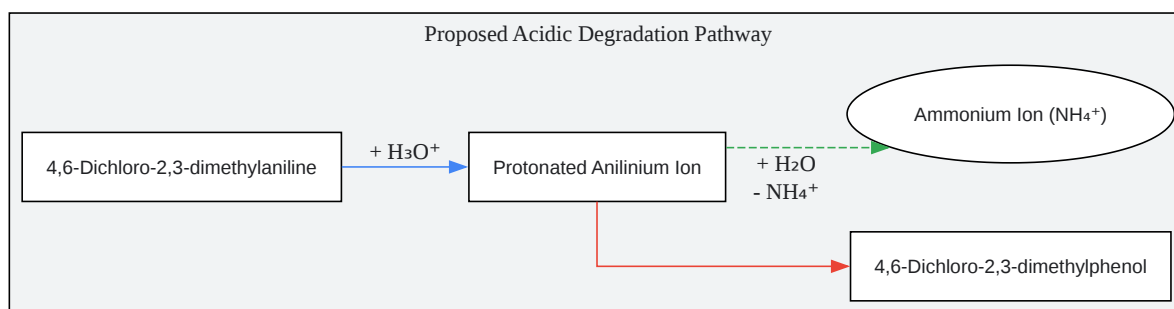 Proposed Acidic Degradation Pathway
Ammonium Ion (NH₄⁺)
4,6-Dichloro-2,3-dimethylaniline
+ H₃O⁺
Protonated Anilinium Ion
+ H₂O
- NH₄⁺
4,6-Dichloro-2,3-dimethylphenol